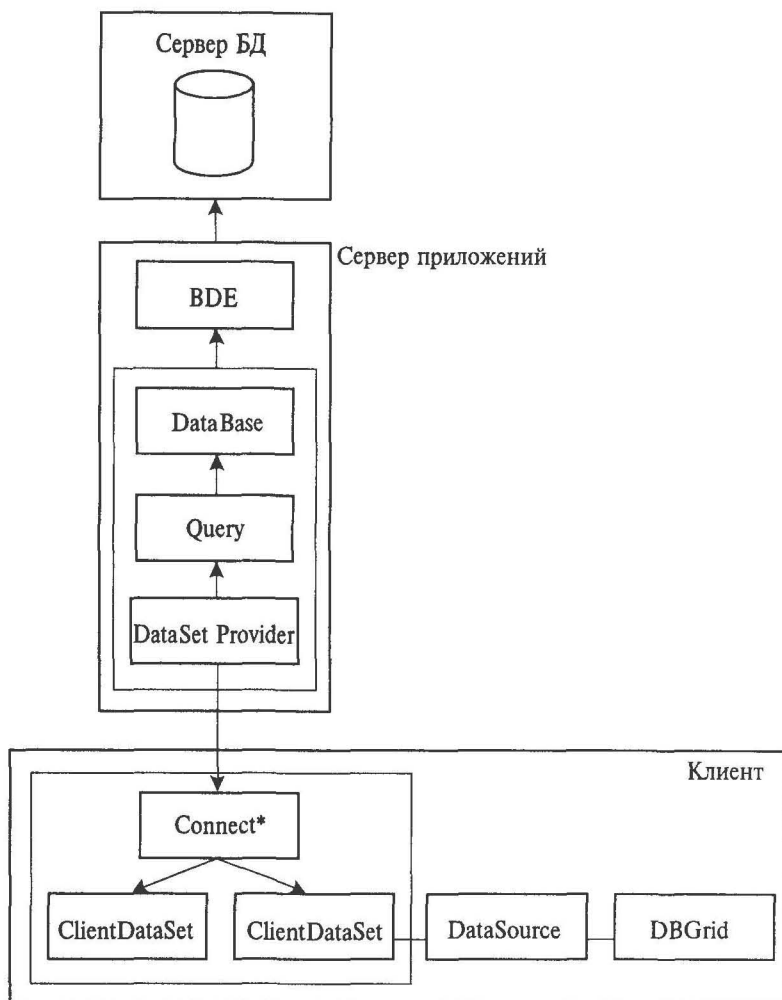 Сервер БД
Сервер приложений
BDE
DataBase
Query
DataSet Provider
Клиент
Connect*
ClientDataSet
ClientDataSet
DataSource
DBGrid